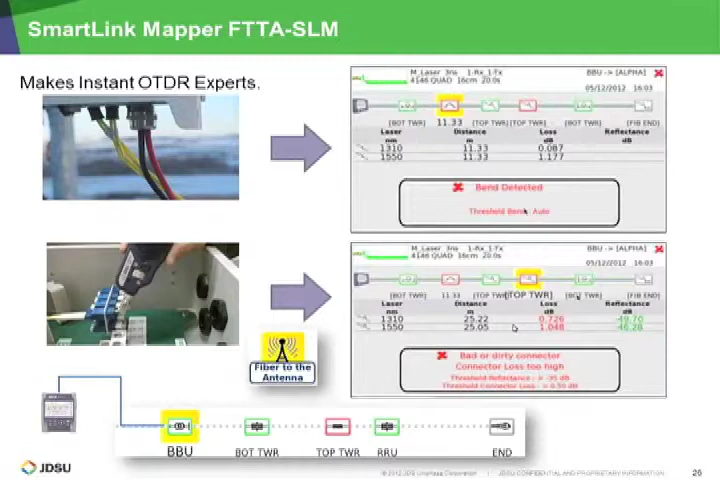 SmartLink Mapper FTTA-SLM
Makes Instant OTDR Experts.
M_Laser 3ns 1-Rx_1-Tx BBU -> [ALPHA]
4146 QUAD 16cm 20.0s
05/12/2012 16:03
[BOT TWR] 11.33 [TOP TWR] [TOP TWR] [BOT TWR] [FIB END]
Laser Distance Loss Reflectance
nm m dB dB
1310 11.33 0.087
1550 11.33 1.177
Bend Detected
Threshold Bend: Auto
M_Laser 3ns 1-Rx_1-Tx BBU -> [ALPHA]
4146 QUAD 16cm 20.0s
05/12/2012 16:03
[BOT TWR] 11.33 [TOP TWR] [TOP TWR] [BOT TWR] [FIB END]
Laser Distance Loss Reflectance
nm m dB dB
1310 25.22 0.726 -49.70
1550 25.05 1.048 -46.28
Bad or dirty connector
Connector Loss too high
Threshold Reflectance: > -35 dB
Threshold Connector Loss: > 0.50 dB
Fiber to the
Antenna
BBU BOT TWR TOP TWR RRU END
JDSU
© 2012 JDS Uniphase Corporation | JDSU CONFIDENTIAL AND PROPRIETARY INFORMATION 26